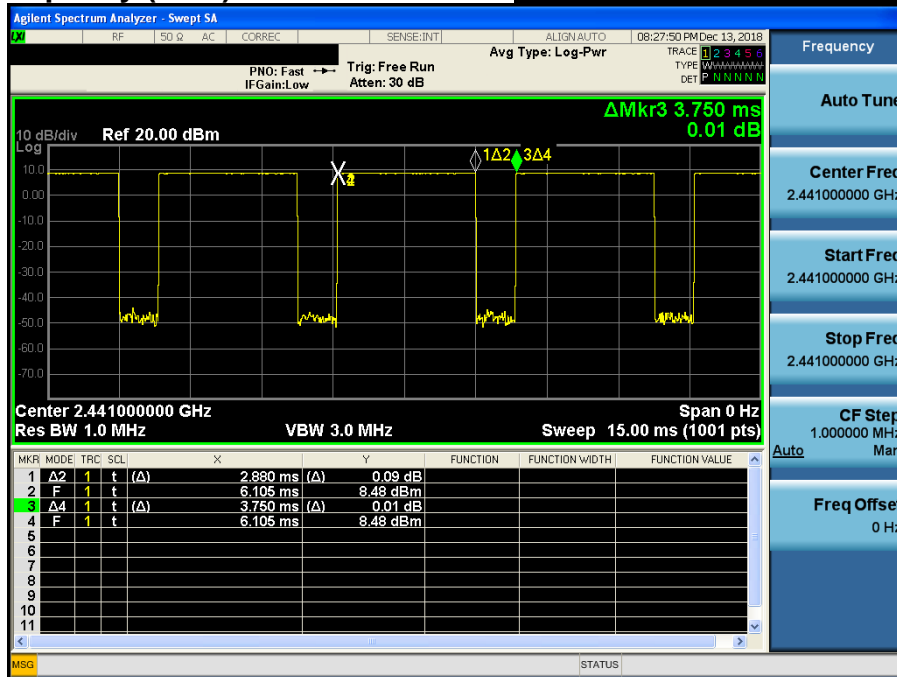 Agilent Spectrum Analyzer - Swept SA
LXI RF 50 Ω AC CORREC SENSE:INT ALIGN AUTO 08:27:50 PM Dec 13, 2018
Avg Type: Log-Pwr
TRACE 1 2 3 4 5 6
TYPE W
DET P N N N N N
PNO: Fast
IFGain:Low
Trig: Free Run
Atten: 30 dB
ΔMkr3 3.750 ms
0.01 dB
10 dB/div Ref 20.00 dBm
Log
1Δ2 3Δ4
10.0
0.00
-10.0
-20.0
-30.0
-40.0
-50.0
-60.0
-70.0
Center 2.441000000 GHz Span 0 Hz
Res BW 1.0 MHz VBW 3.0 MHz Sweep 15.00 ms (1001 pts)
MKR MODE TRC SCL X Y FUNCTION FUNCTION WIDTH FUNCTION VALUE
1 Δ2 1 t (Δ) 2.880 ms (Δ) 0.09 dB
2 F 1 t 6.105 ms 8.48 dBm
3 Δ4 1 t (Δ) 3.750 ms (Δ) 0.01 dB
4 F 1 t 6.105 ms 8.48 dBm
5
6
7
8
9
10
11
MSG STATUS
Frequency
Auto Tune
Center Freq
2.441000000 GHz
Start Freq
2.441000000 GHz
Stop Freq
2.441000000 GHz
CF Step
1.000000 MHz
Auto Man
Freq Offset
0 Hz